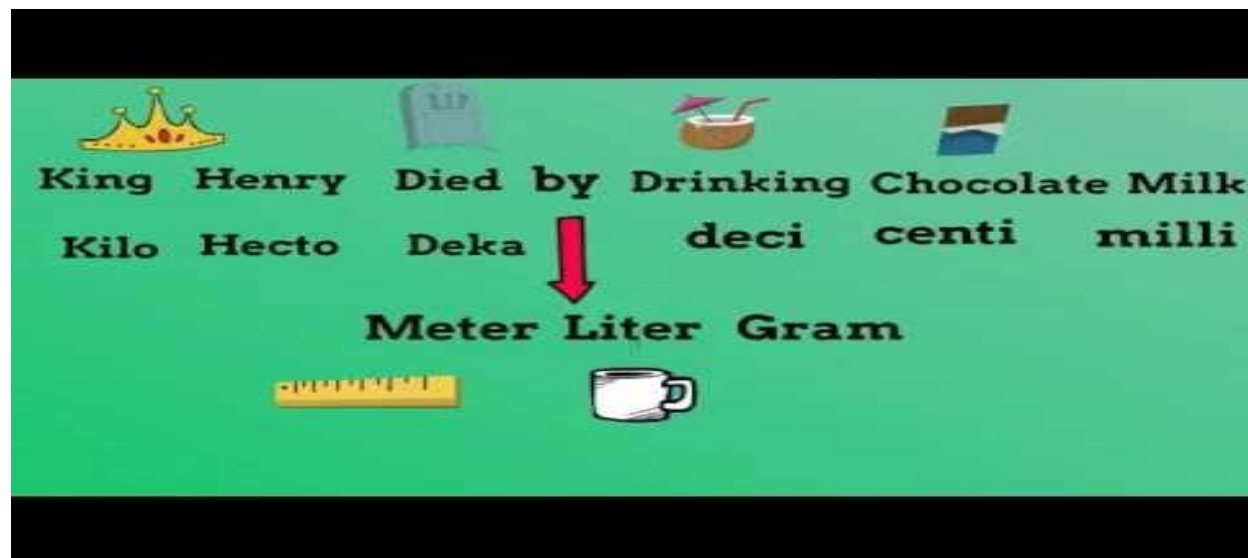 King Henry Died by Drinking Chocolate Milk
Kilo Hecto Deka deci centi milli
Meter Liter Gram